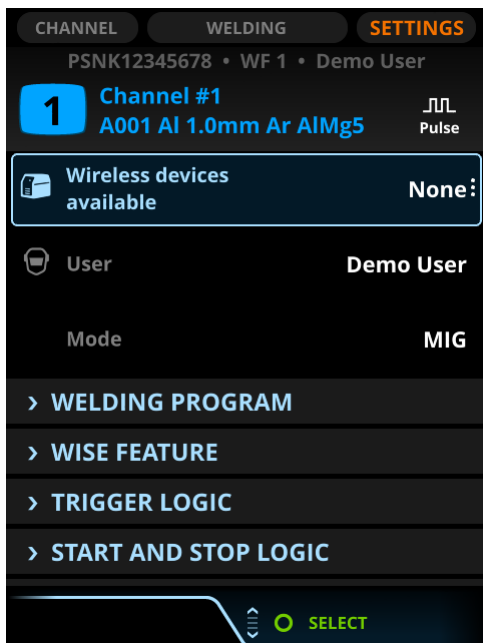 CHANNEL WELDING SETTINGS
PSNK12345678 • WF 1 • Demo User
1
Channel #1
A001 Al 1.0mm Ar AlMg5
Pulse
Wireless devices
available
None
User Demo User
Mode MIG
› WELDING PROGRAM
› WISE FEATURE
› TRIGGER LOGIC
› START AND STOP LOGIC
SELECT